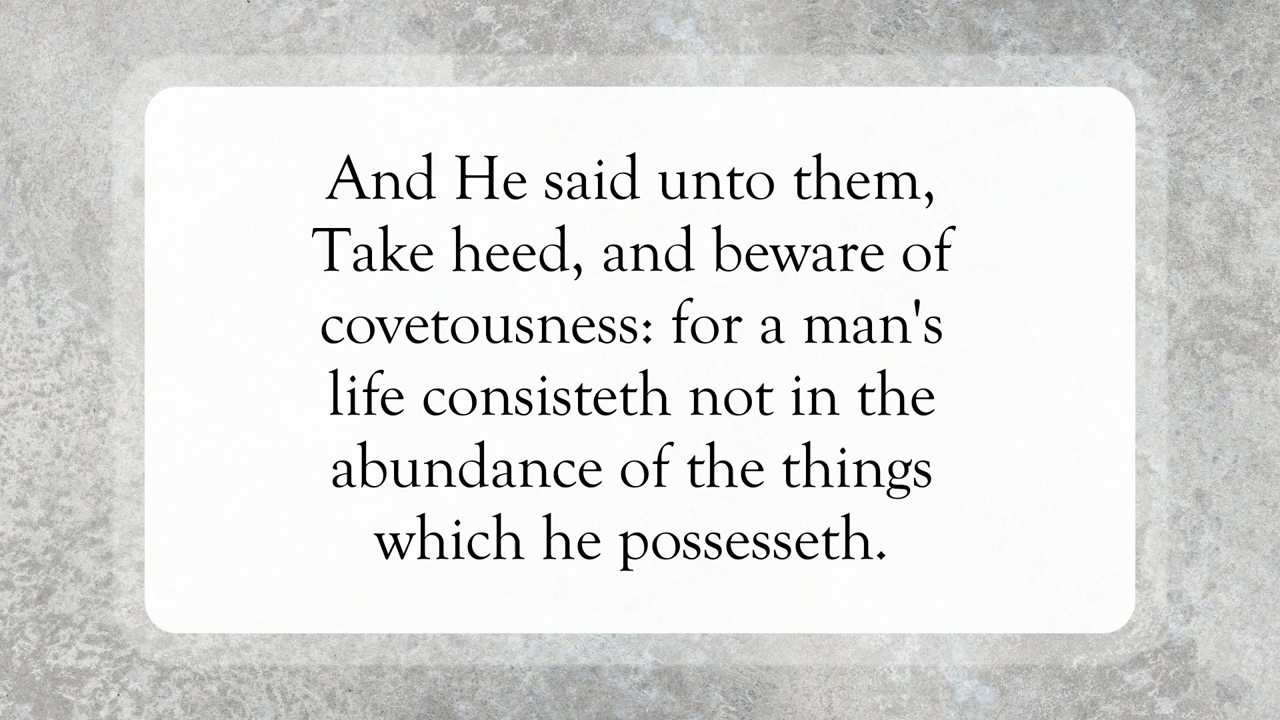 And He said unto them,
Take heed, and beware of
covetousness: for a man's
life consisteth not in the
abundance of the things
which he possesseth.